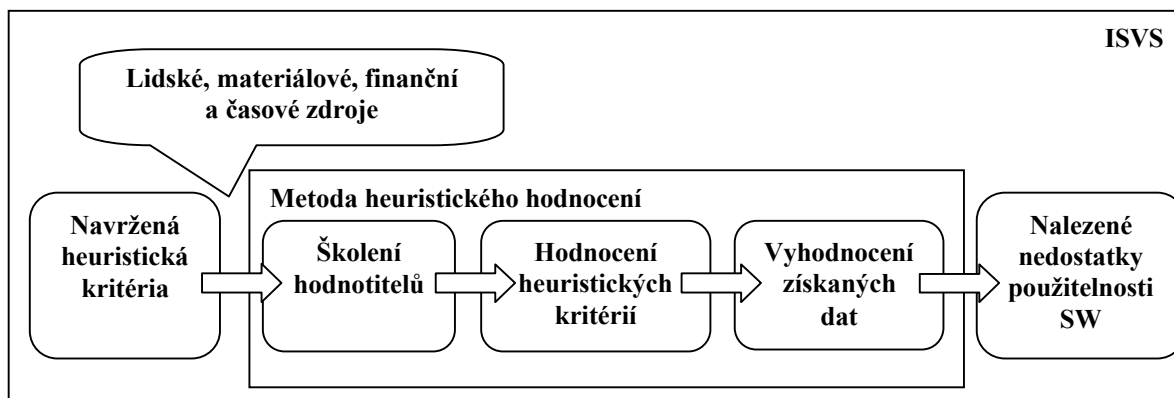 ISVS
Lidské, materiálové, finanční
a časové zdroje
Metoda heuristického hodnocení
Navržená
heuristická
kritéria
Školení
hodnotitelů
Hodnocení
heuristických
kritérií
Vyhodnocení
získaných
dat
Nalezené
nedostatky
použitelnosti
SW